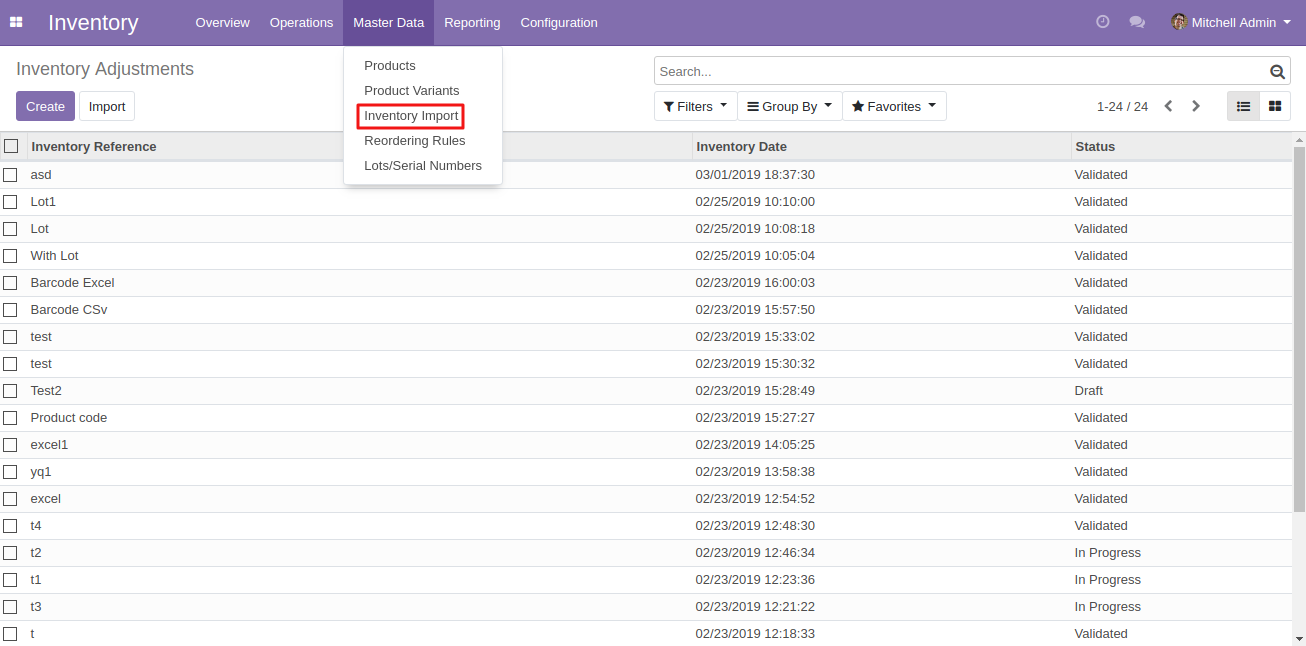 Inventory Overview Operations Master Data Reporting Configuration Mitchell Admin
Inventory Adjustments
Create Import
Products
Product Variants
Inventory Import
Reordering Rules
Lots/Serial Numbers
Search...
Filters Group By Favorites 1-24 / 24
Inventory Reference Inventory Date Status
asd 03/01/2019 18:37:30 Validated
Lot1 02/25/2019 10:10:00 Validated
Lot 02/25/2019 10:08:18 Validated
With Lot 02/25/2019 10:05:04 Validated
Barcode Excel 02/23/2019 16:00:03 Validated
Barcode CSv 02/23/2019 15:57:50 Validated
test 02/23/2019 15:33:02 Validated
test 02/23/2019 15:30:32 Validated
Test2 02/23/2019 15:28:49 Draft
Product code 02/23/2019 15:27:27 Validated
excel1 02/23/2019 14:05:25 Validated
yq1 02/23/2019 13:58:38 Validated
excel 02/23/2019 12:54:52 Validated
t4 02/23/2019 12:48:30 Validated
t2 02/23/2019 12:46:34 In Progress
t1 02/23/2019 12:23:36 In Progress
t3 02/23/2019 12:21:22 In Progress
t 02/23/2019 12:18:33 Validated